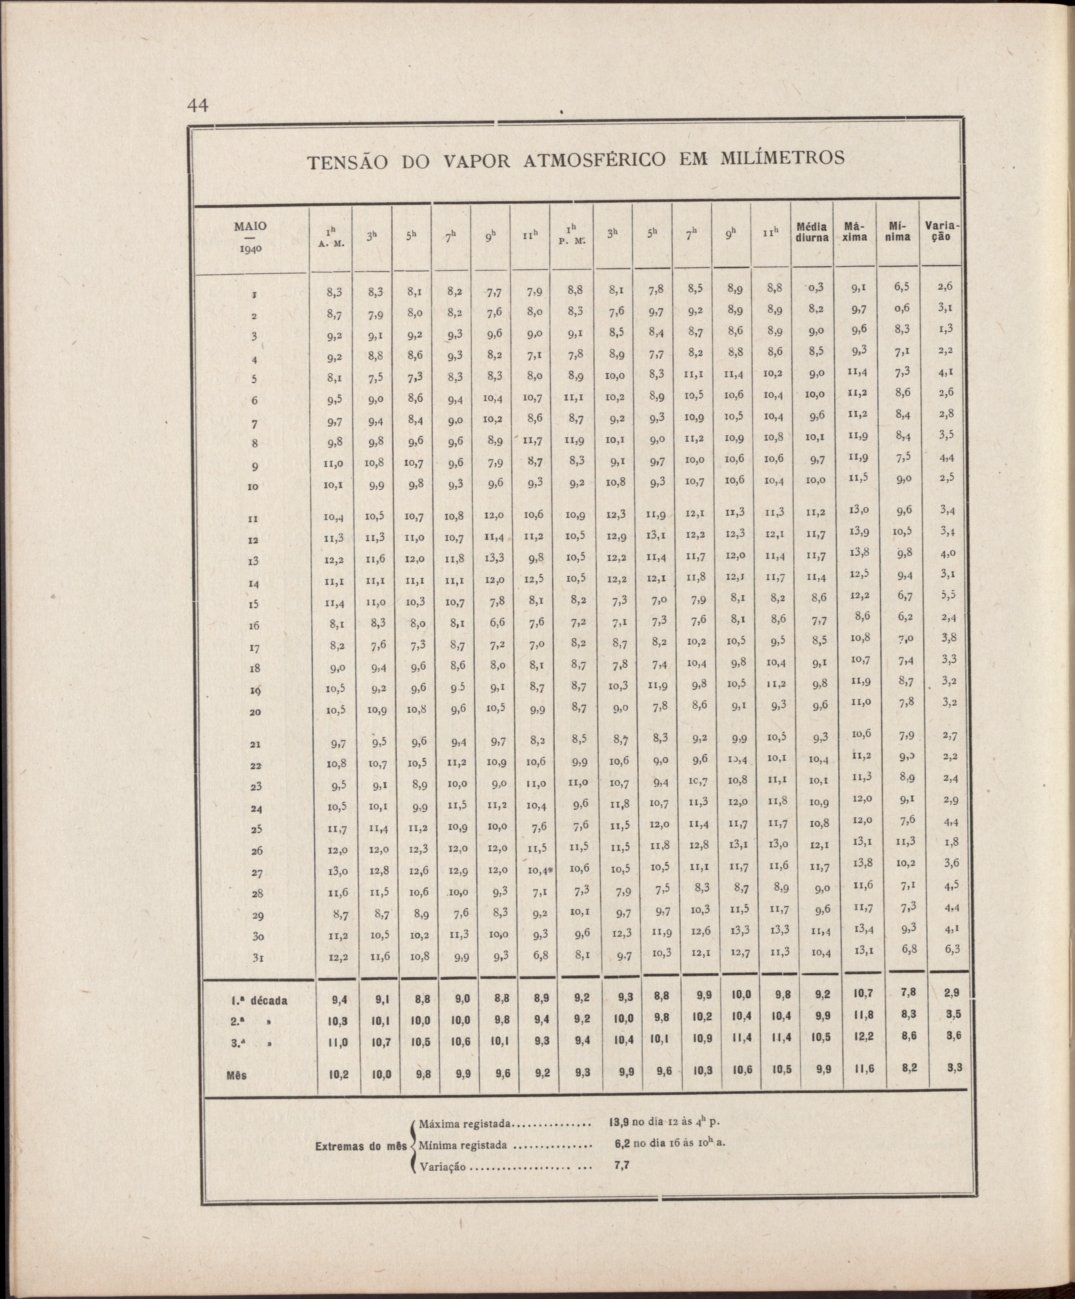 44
TENSÃO DO VAPOR ATMOSFÉRICO EM MILÍMETROS
MAIO — 1940 1h A. M. 3h 5h 7h 9h 11h 1h P. M. 3h 5h 7h 9h 11h Média diurna Máxima Mínima Variação
1 8,3 8,3 8,1 8,2 7,7 7,9 8,8 8,1 7,8 8,5 8,9 8,8 0,3 9,1 6,5 2,6
2 8,7 7,9 8,0 8,2 7,6 8,0 8,3 7,6 9,7 9,2 8,9 8,9 8,2 9,7 0,6 3,1
3 9,2 9,1 9,2 9,3 9,6 9,0 9,1 8,5 8,4 8,7 8,6 8,9 9,0 9,6 8,3 1,3
4 9,2 8,8 8,6 9,3 8,2 7,1 7,8 8,9 7,7 8,2 8,8 8,6 8,5 9,3 7,1 2,2
5 8,1 7,5 7,3 8,3 8,3 8,0 8,9 10,0 8,3 11,1 11,4 10,2 9,0 11,4 7,3 4,1
6 9,5 9,0 8,6 9,4 10,4 10,7 11,1 10,2 8,9 10,5 10,6 10,4 10,0 11,2 8,6 2,6
7 9,7 9,4 8,4 9,0 10,2 8,6 8,7 9,2 9,3 10,9 10,5 10,4 9,6 11,2 8,4 2,8
8 9,8 9,8 9,6 9,6 8,9 11,7 11,9 10,1 9,0 11,2 10,9 10,8 10,1 11,9 8,4 3,5
9 11,0 10,8 10,7 9,6 7,9 8,7 8,3 9,1 9,7 10,0 10,6 10,6 9,7 11,9 7,5 4,4
10 10,1 9,9 9,8 9,3 9,6 9,3 9,2 10,8 9,3 10,7 10,6 10,4 10,0 11,5 9,0 2,5
11 10,4 10,5 10,7 10,8 12,0 10,6 10,9 12,3 11,9 12,1 11,3 11,3 11,2 13,0 9,6 3,4
12 11,3 11,3 11,0 10,7 11,4 11,2 10,5 12,9 13,1 12,2 12,3 12,1 11,7 13,9 10,5 3,4
13 12,2 11,6 12,0 11,8 13,3 9,8 10,5 12,2 11,4 11,7 12,0 11,4 11,7 13,8 9,8 4,0
14 11,1 11,1 11,1 11,1 12,0 12,5 10,5 12,2 12,1 11,8 12,1 11,7 11,4 12,5 9,4 3,1
15 11,4 11,0 10,3 10,7 7,8 8,1 8,2 7,3 7,0 7,9 8,1 8,2 8,6 12,2 6,7 5,5
16 8,1 8,3 8,0 8,1 6,6 7,6 7,2 7,1 7,3 7,6 8,1 8,6 7,7 8,6 6,2 2,4
17 8,2 7,6 7,3 8,7 7,2 7,0 8,2 8,7 8,2 10,2 10,5 9,5 8,5 10,8 7,0 3,8
18 9,0 9,4 9,6 8,6 8,0 8,1 8,7 7,8 7,4 10,4 9,8 10,4 9,1 10,7 7,4 3,3
19 10,5 9,2 9,6 9 5 9,1 8,7 8,7 10,3 11,9 9,8 10,5 11,2 9,8 11,9 8,7 3,2
20 10,5 10,9 10,8 9,6 10,5 9,9 8,7 9,0 7,8 8,6 9,1 9,3 9,6 11,0 7,8 3,2
21 9,7 9,5 9,6 9,4 9,7 8,2 8,5 8,7 8,3 9,2 9,9 10,5 9,3 10,6 7,9 2,7
22 10,8 10,7 10,5 11,2 10,9 10,6 9,9 10,6 9,0 9,6 10,4 10,1 10,4 11,2 9,0 2,2
23 9,5 9,1 8,9 10,0 9,0 11,0 11,0 10,7 9,4 10,7 10,8 11,1 10,1 11,3 8,9 2,4
24 10,5 10,1 9,9 11,5 11,2 10,4 9,6 11,8 10,7 11,3 12,0 11,8 10,9 12,0 9,1 2,9
25 11,7 11,4 11,2 10,9 10,0 7,6 7,6 11,5 12,0 11,4 11,7 11,7 10,8 12,0 7,6 4,4
26 12,0 12,0 12,3 12,0 12,0 11,5 11,5 11,5 11,8 12,8 13,1 13,0 12,1 13,1 11,3 1,8
27 13,0 12,8 12,6 12,9 12,0 10,4* 10,6 10,5 10,5 11,1 11,7 11,6 11,7 13,8 10,2 3,6
28 11,6 11,5 10,6 10,0 9,3 7,1 7,3 7,9 7,5 8,3 8,7 8,9 9,0 11,6 7,1 4,5
29 8,7 8,7 8,9 7,6 8,3 9,2 10,1 9,7 9,7 10,3 11,5 11,7 9,6 11,7 7,3 4,4
30 11,2 10,5 10,2 11,3 10,0 9,3 9,6 12,3 11,9 12,6 13,3 13,3 11,4 13,4 9,3 4,1
31 12,2 11,6 10,8 9,9 9,3 6,8 8,1 9,7 10,3 12,1 12,7 11,3 10,4 13,1 6,8 6,3
1.ª década 9,4 9,1 8,8 9,0 8,8 8,9 9,2 9,3 8,8 9,9 10,0 9,8 9,2 10,7 7,8 2,9
2.ª » 10,3 10,1 10,0 10,0 9,8 9,4 9,2 10,0 9,8 10,2 10,4 10,4 9,9 11,8 8,3 3,5
3.ª » 11,0 10,7 10,5 10,6 10,1 9,3 9,4 10,4 10,1 10,9 11,4 11,4 10,5 12,2 8,6 3,6
Mês 10,2 10,0 9,8 9,9 9,6 9,2 9,3 9,9 9,6 10,3 10,6 10,5 9,9 11,6 8,2 3,3
Máxima registada............... 13,9 no dia 12 às 4h p.
Extremas do mês Mínima registada ............... 6,2 no dia 16 às 10h a.
Variação ...................... 7,7